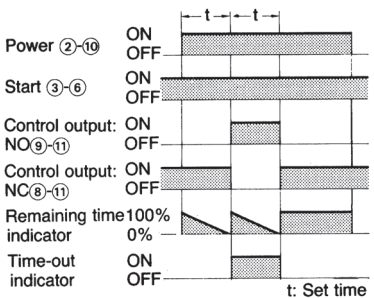 t t
Power ②-⑩ ON
OFF
Start ③-⑥ ON
OFF
Control output: ON
NO⑨-⑪ OFF
Control output: ON
NC⑧-⑪ OFF
Remaining time 100%
indicator 0%
Time-out ON
indicator OFF
t: Set time